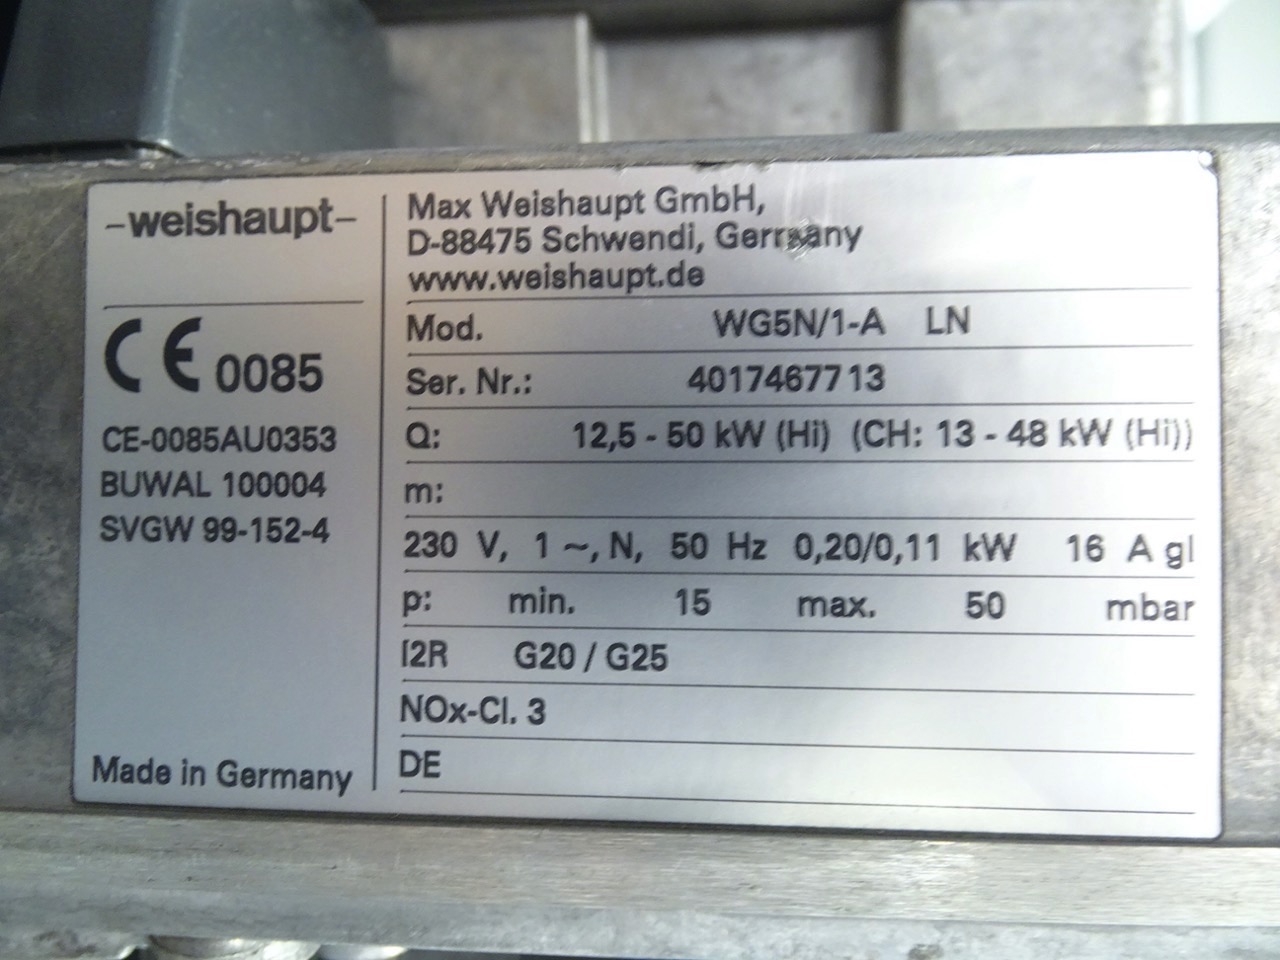 -weishaupt-
CE 0085
CE-0085AU0353
BUWAL 100004
SVGW 99-152-4
Made in Germany
Max Weishaupt GmbH,
D-88475 Schwendi, Germany
www.weishaupt.de
Mod. WG5N/1-A LN
Ser. Nr.: 4017467713
Q: 12,5 - 50 kW (Hi) (CH: 13 - 48 kW (Hi))
m:
230 V, 1 ~, N, 50 Hz 0,20/0,11 kW 16 A gl
p: min. 15 max. 50 mbar
I2R G20 / G25
NOx-Cl. 3
DE